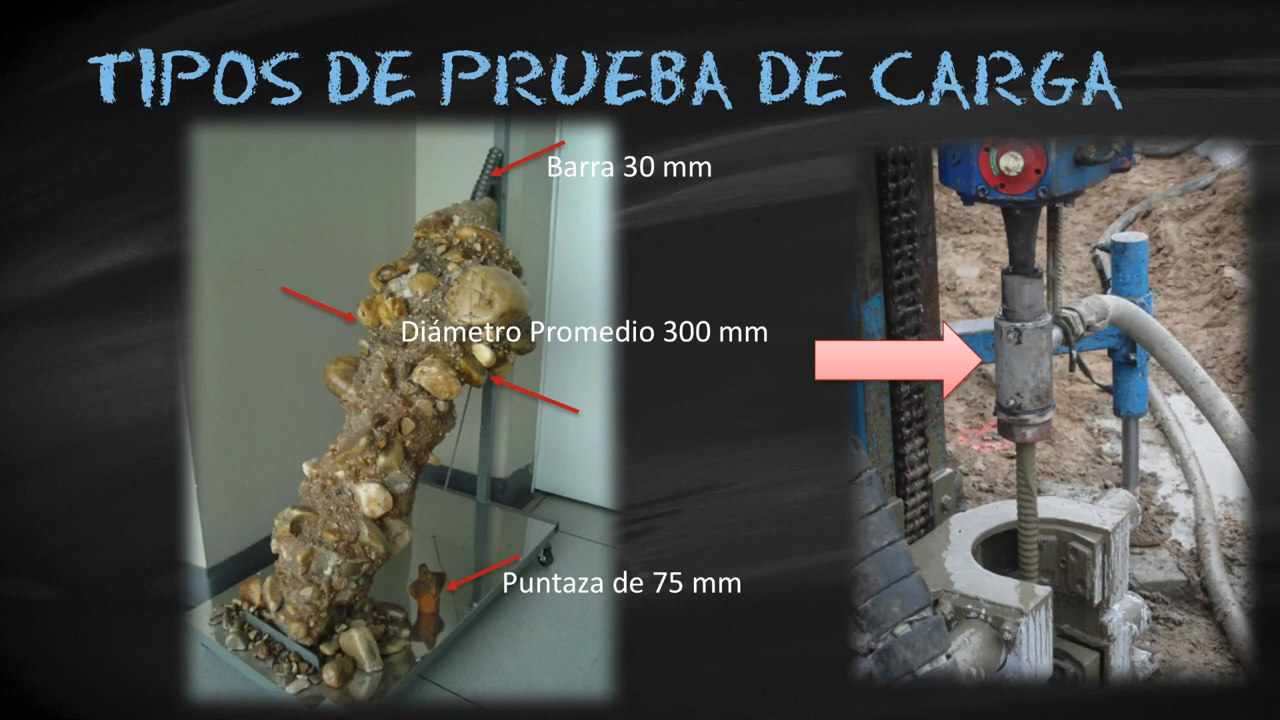 TIPOS DE PRUEBA DE CARGA
Barra 30 mm
Diámetro Promedio 300 mm
Puntaza de 75 mm